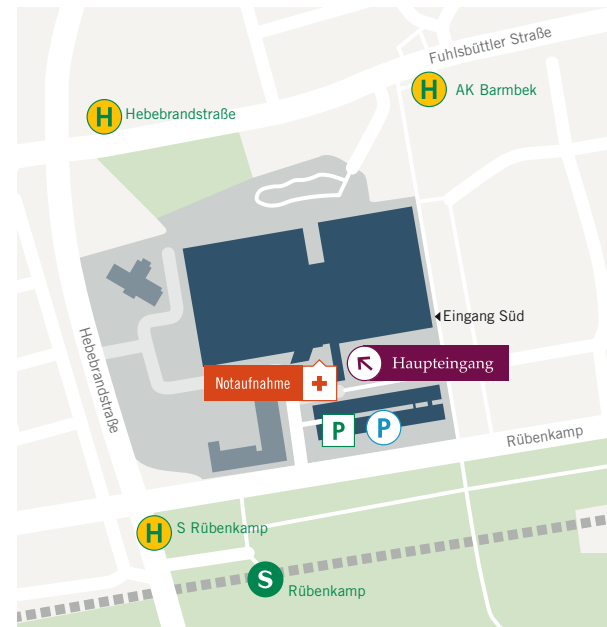 Fuhlsbüttler Straße
H AK Barmbek
H Hebebrandstraße
Eingang Süd
Hebebrandstraße
Haupteingang
Notaufnahme
P P
Rübenkamp
H S Rübenkamp
S Rübenkamp